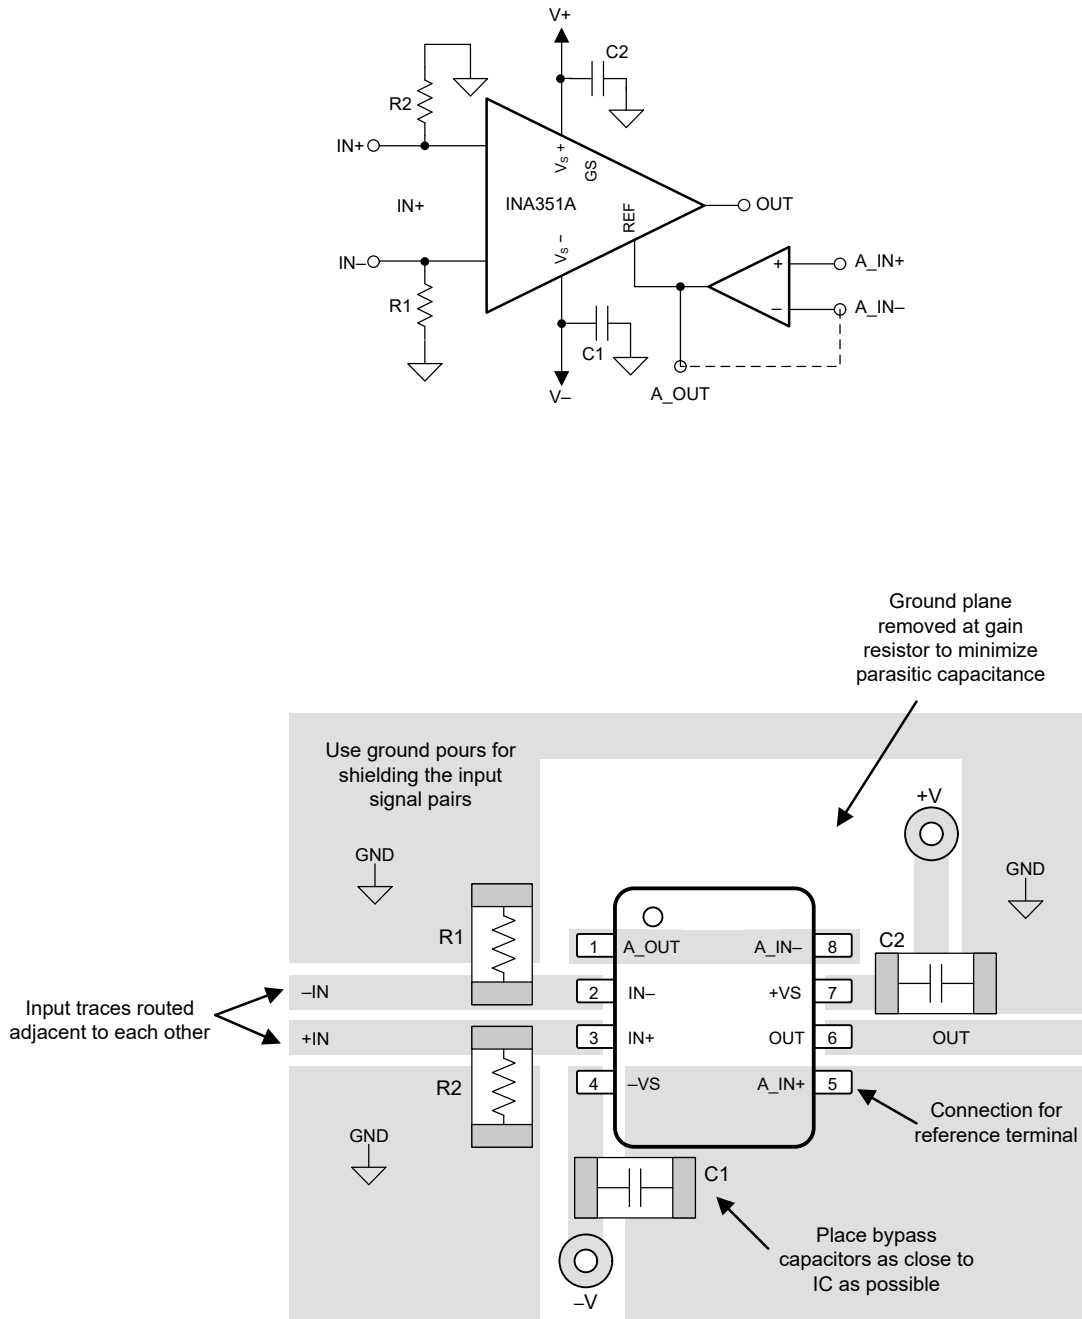 V+
C2
R2
IN+
VS +
GS
IN+
INA351A
REF
OUT
VS –
IN–
A_IN+
+
R1
–
A_IN–
C1
V–
A_OUT
Ground plane
removed at gain
resistor to minimize
parasitic capacitance
Use ground pours for
shielding the input
signal pairs
+V
GND
GND
R1
C2
1
A_OUT
A_IN–
8
–IN
2
IN–
+VS
7
Input traces routed
adjacent to each other
+IN
3
IN+
OUT
6
OUT
R2
4
–VS
A_IN+
5
Connection for
reference terminal
GND
C1
Place bypass
capacitors as close to
IC as possible
–V